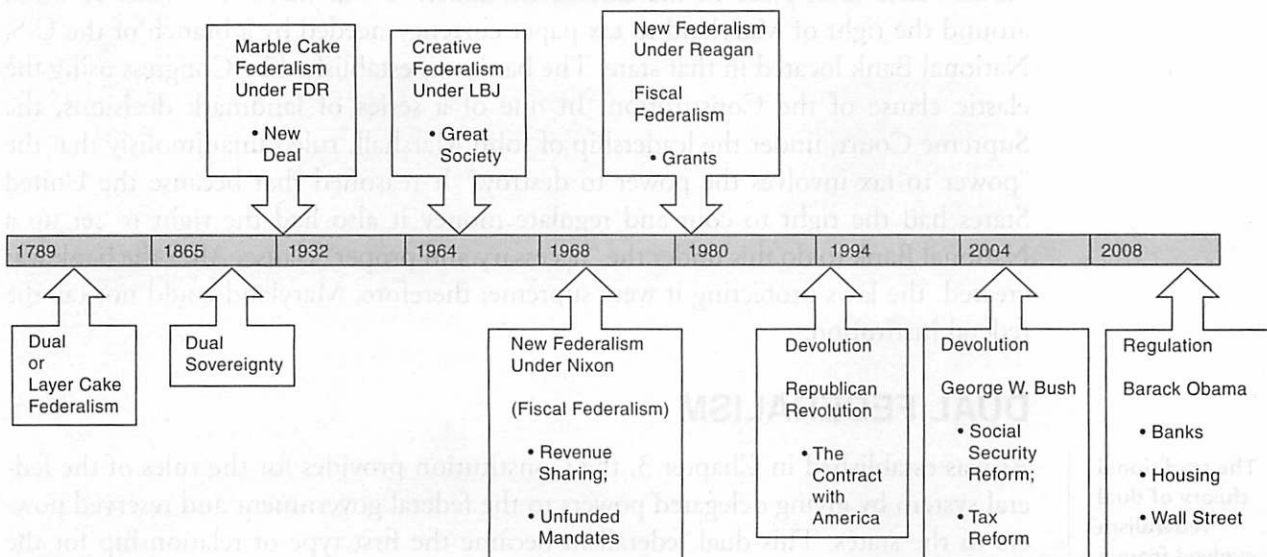 Marble Cake
Federalism
Under FDR
• New
Deal
Creative
Federalism
Under LBJ
• Great
Society
New Federalism
Under Reagan
Fiscal
Federalism
• Grants
1789 1865 1932 1964 1968 1980 1994 2004 2008
Dual
or
Layer Cake
Federalism
Dual
Sovereignty
New Federalism
Under Nixon
(Fiscal Federalism)
• Revenue
Sharing;
• Unfunded
Mandates
Devolution
Republican
Revolution
• The
Contract
with
America
Devolution
George W. Bush
• Social
Security
Reform;
• Tax
Reform
Regulation
Barack Obama
• Banks
• Housing
• Wall Street